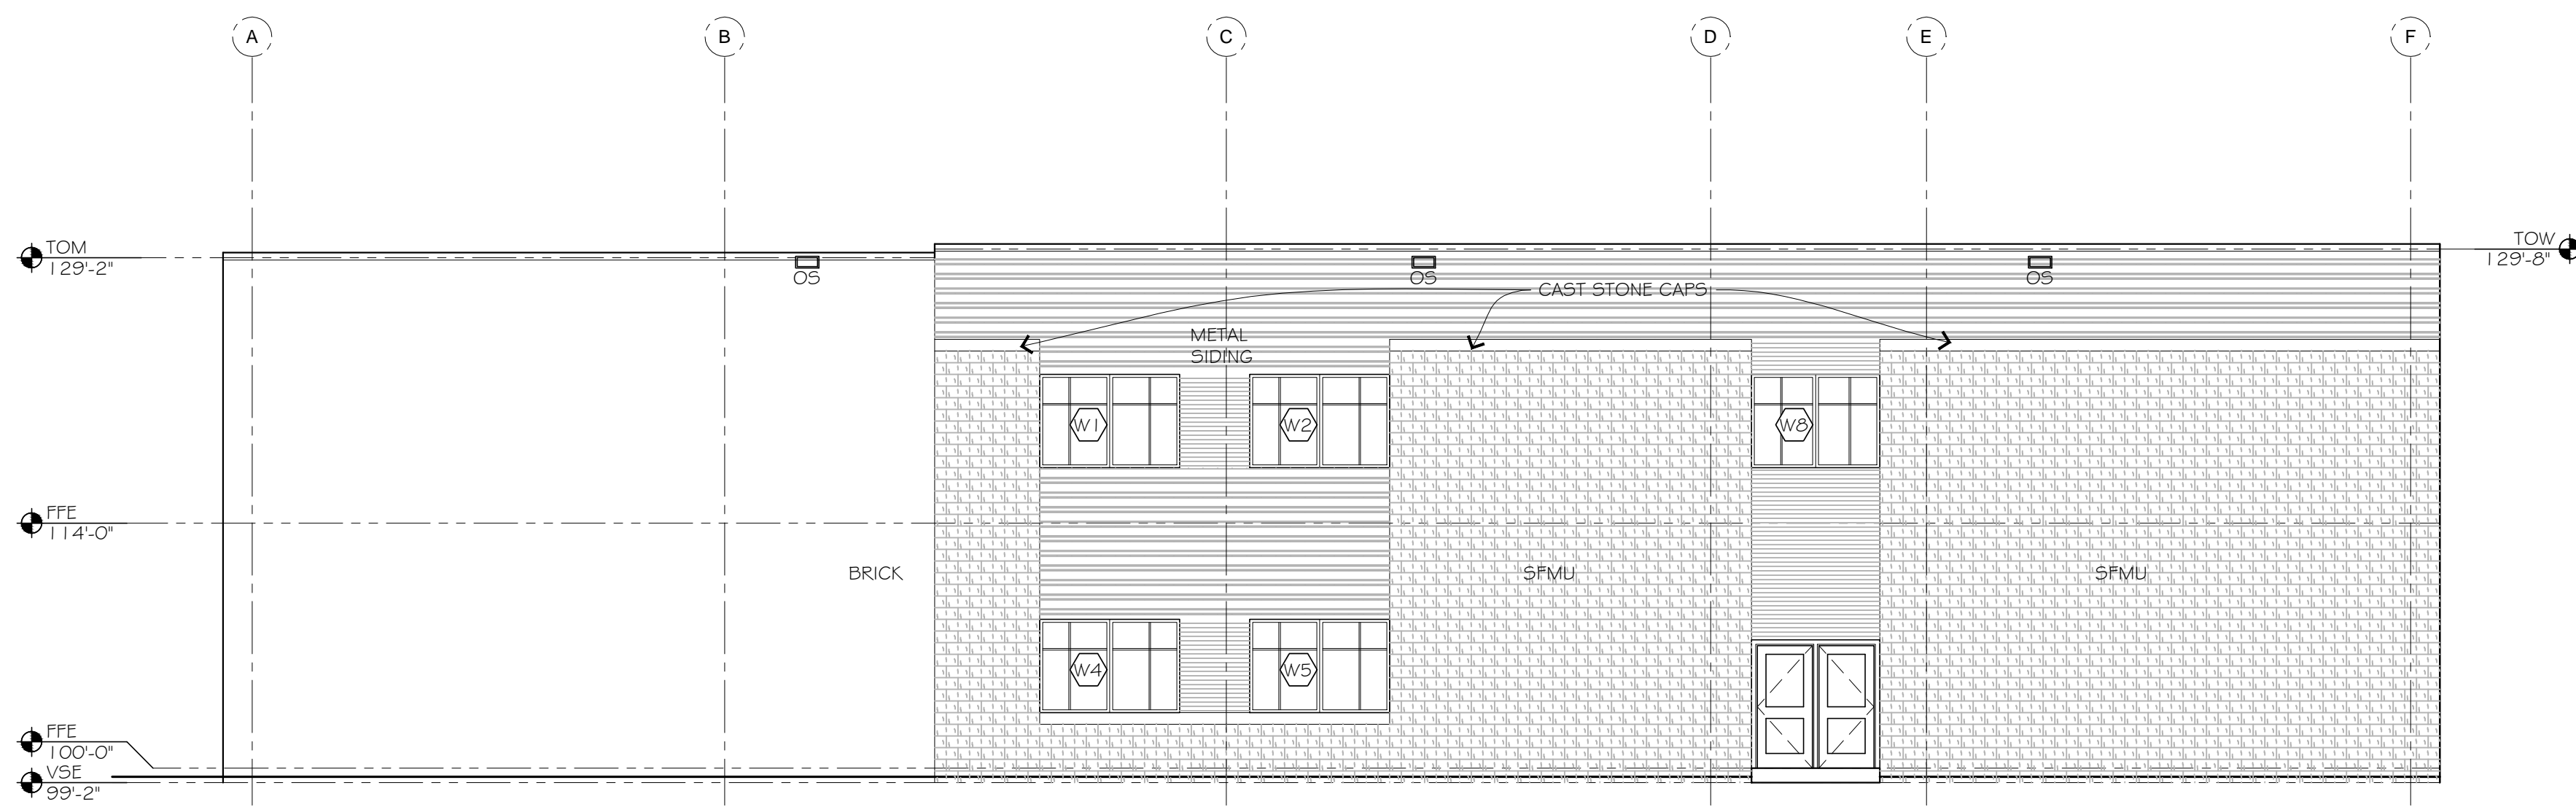 A
B
C
D
E
F
TOM
129'-2"
TOW
129'-8"
OS
OS
OS
CAST STONE CAPS
METAL
SIDING
W1
W2
W8
FFE
114'-0"
BRICK
SFMU
SFMU
W4
W5
FFE
100'-0"
VSE
99'-2"